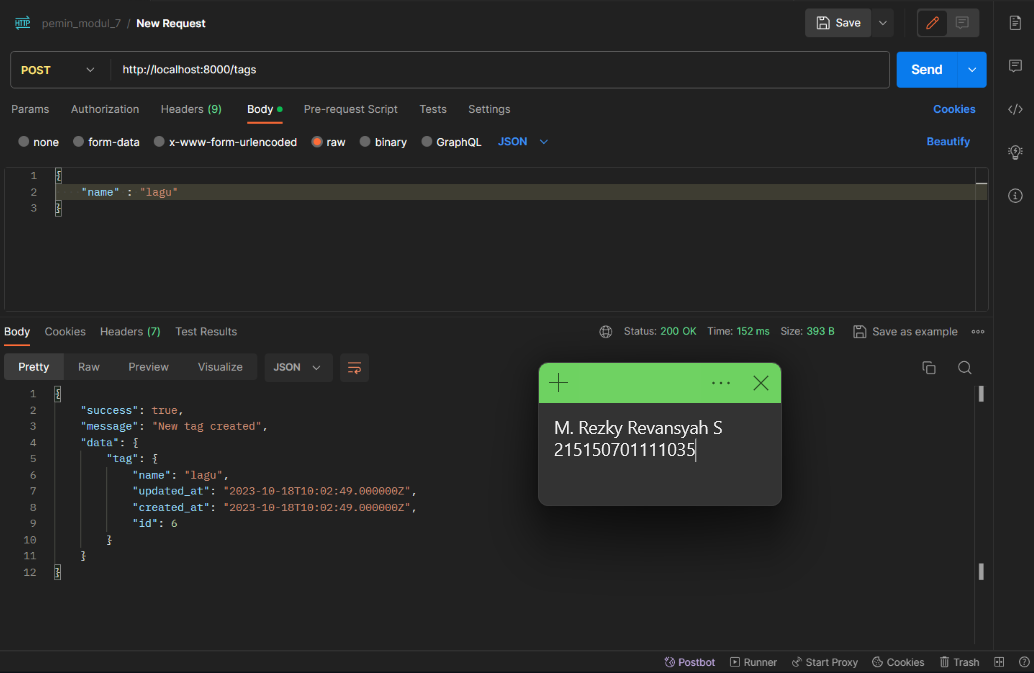 HTTP pemin_modul_7 / New Request Save
POST http://localhost:8000/tags Send
Params Authorization Headers (9) Body Pre-request Script Tests Settings Cookies
none form-data x-www-form-urlencoded raw binary GraphQL JSON Beautify
1 {
2 "name" : "lagu"
3 }
Body Cookies Headers (7) Test Results Status: 200 OK Time: 152 ms Size: 393 B Save as example
Pretty Raw Preview Visualize JSON
1 {
2 "success": true,
3 "message": "New tag created",
4 "data": {
5 "tag": {
6 "name": "lagu",
7 "updated_at": "2023-10-18T10:02:49.000000Z",
8 "created_at": "2023-10-18T10:02:49.000000Z",
9 "id": 6
10 }
11 }
12 }
M. Rezky Revansyah S
215150701111035
Postbot Runner Start Proxy Cookies Trash